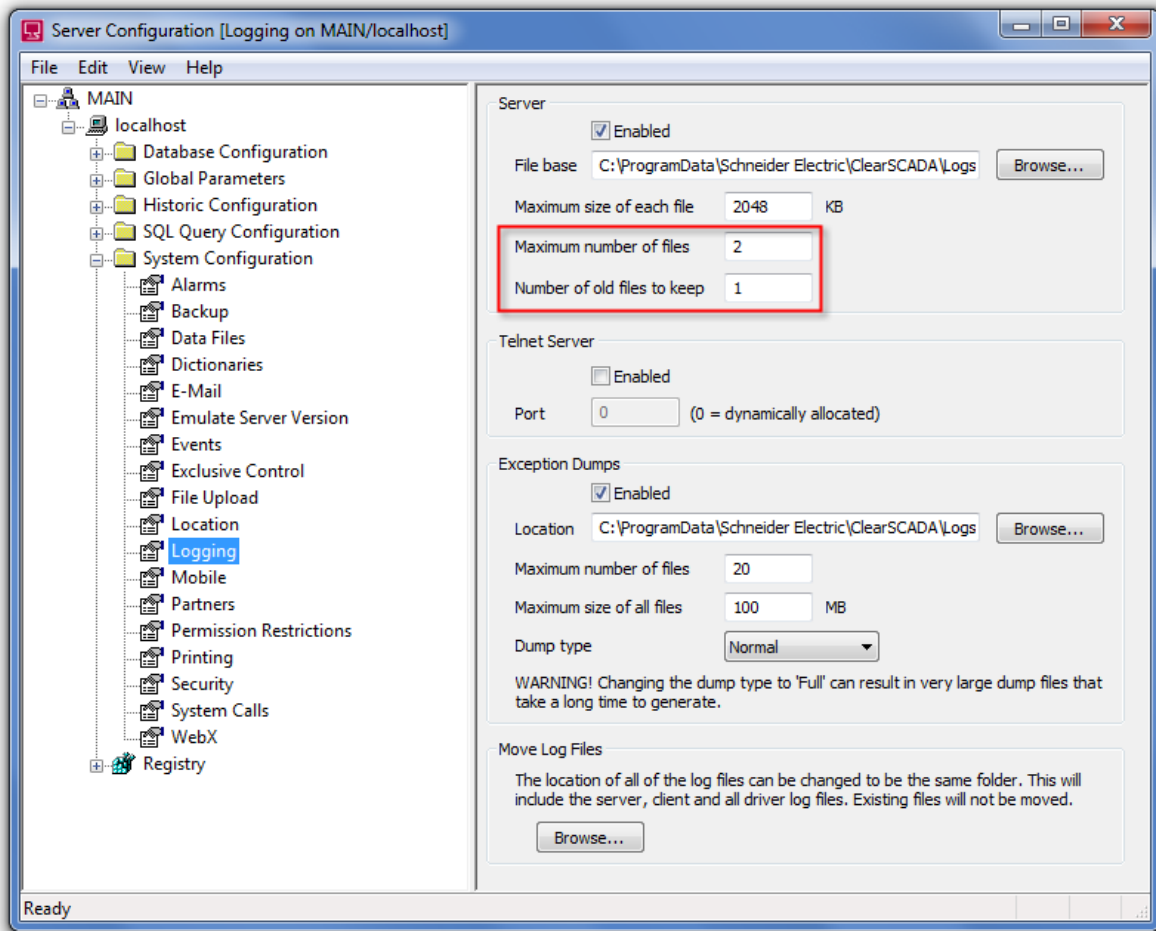 Server Configuration [Logging on MAIN/localhost]
File Edit View Help
MAIN
localhost
Database Configuration
Global Parameters
Historic Configuration
SQL Query Configuration
System Configuration
Alarms
Backup
Data Files
Dictionaries
E-Mail
Emulate Server Version
Events
Exclusive Control
File Upload
Location
Logging
Mobile
Partners
Permission Restrictions
Printing
Security
System Calls
WebX
Registry
Server
Enabled
File base C:\ProgramData\Schneider Electric\ClearSCADA\Logs Browse...
Maximum size of each file 2048 KB
Maximum number of files 2
Number of old files to keep 1
Telnet Server
Enabled
Port 0 (0 = dynamically allocated)
Exception Dumps
Enabled
Location C:\ProgramData\Schneider Electric\ClearSCADA\Logs Browse...
Maximum number of files 20
Maximum size of all files 100 MB
Dump type Normal
WARNING! Changing the dump type to 'Full' can result in very large dump files that
take a long time to generate.
Move Log Files
The location of all of the log files can be changed to be the same folder. This will
include the server, client and all driver log files. Existing files will not be moved.
Browse...
Ready